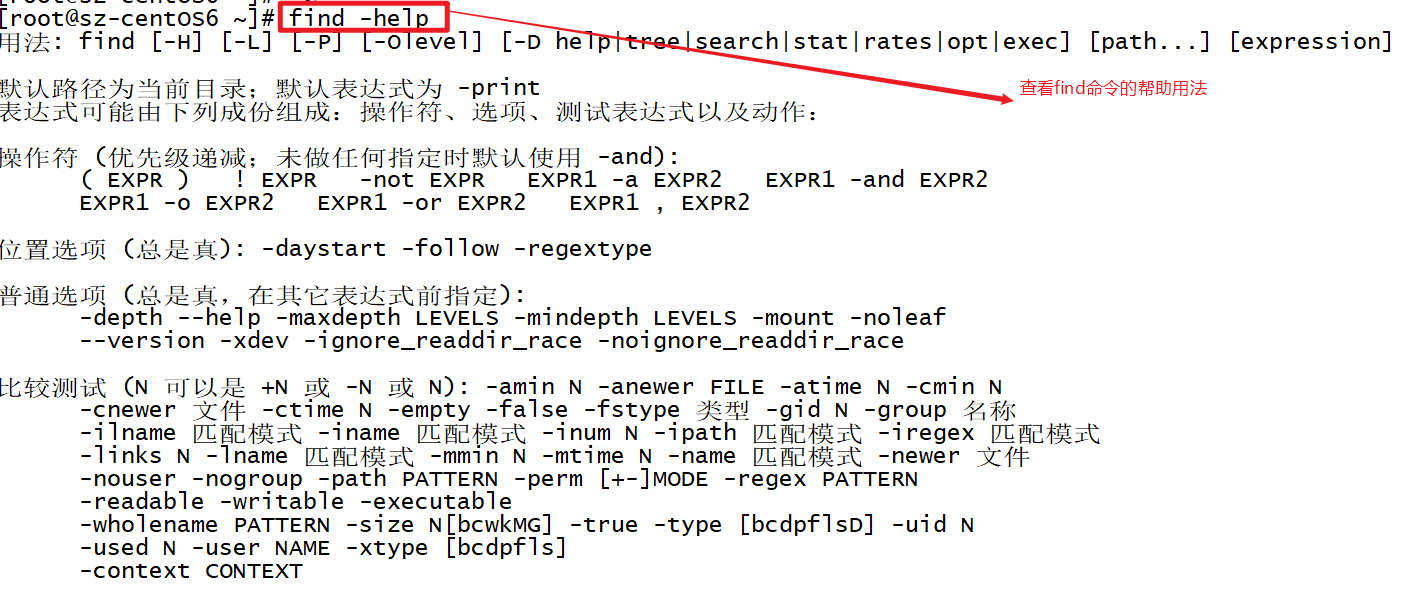 [root@sz-centOS6 ~]# find -help
用法: find [-H] [-L] [-P] [-Olevel] [-D help|tree|search|stat|rates|opt|exec] [path...] [expression]
查看find命令的帮助用法
默认路径为当前目录；默认表达式为 -print
表达式可能由下列成份组成：操作符、选项、测试表达式以及动作：
操作符 (优先级递减；未做任何指定时默认使用 -and):
( EXPR ) ! EXPR -not EXPR EXPR1 -a EXPR2 EXPR1 -and EXPR2
EXPR1 -o EXPR2 EXPR1 -or EXPR2 EXPR1 , EXPR2
位置选项 (总是真): -daystart -follow -regextype
普通选项 (总是真，在其它表达式前指定):
-depth --help -maxdepth LEVELS -mindepth LEVELS -mount -noleaf
--version -xdev -ignore_readdir_race -noignore_readdir_race
比较测试 (N 可以是 +N 或 -N 或 N): -amin N -anewer FILE -atime N -cmin N
-cnewer 文件 -ctime N -empty -false -fstype 类型 -gid N -group 名称
-ilname 匹配模式 -iname 匹配模式 -inum N -ipath 匹配模式 -iregex 匹配模式
-links N -lname 匹配模式 -mmin N -mtime N -name 匹配模式 -newer 文件
-nouser -nogroup -path PATTERN -perm [+-]MODE -regex PATTERN
-readable -writable -executable
-wholename PATTERN -size N[bcwkMG] -true -type [bcdpflsD] -uid N
-used N -user NAME -xtype [bcdpfls]
-context CONTEXT